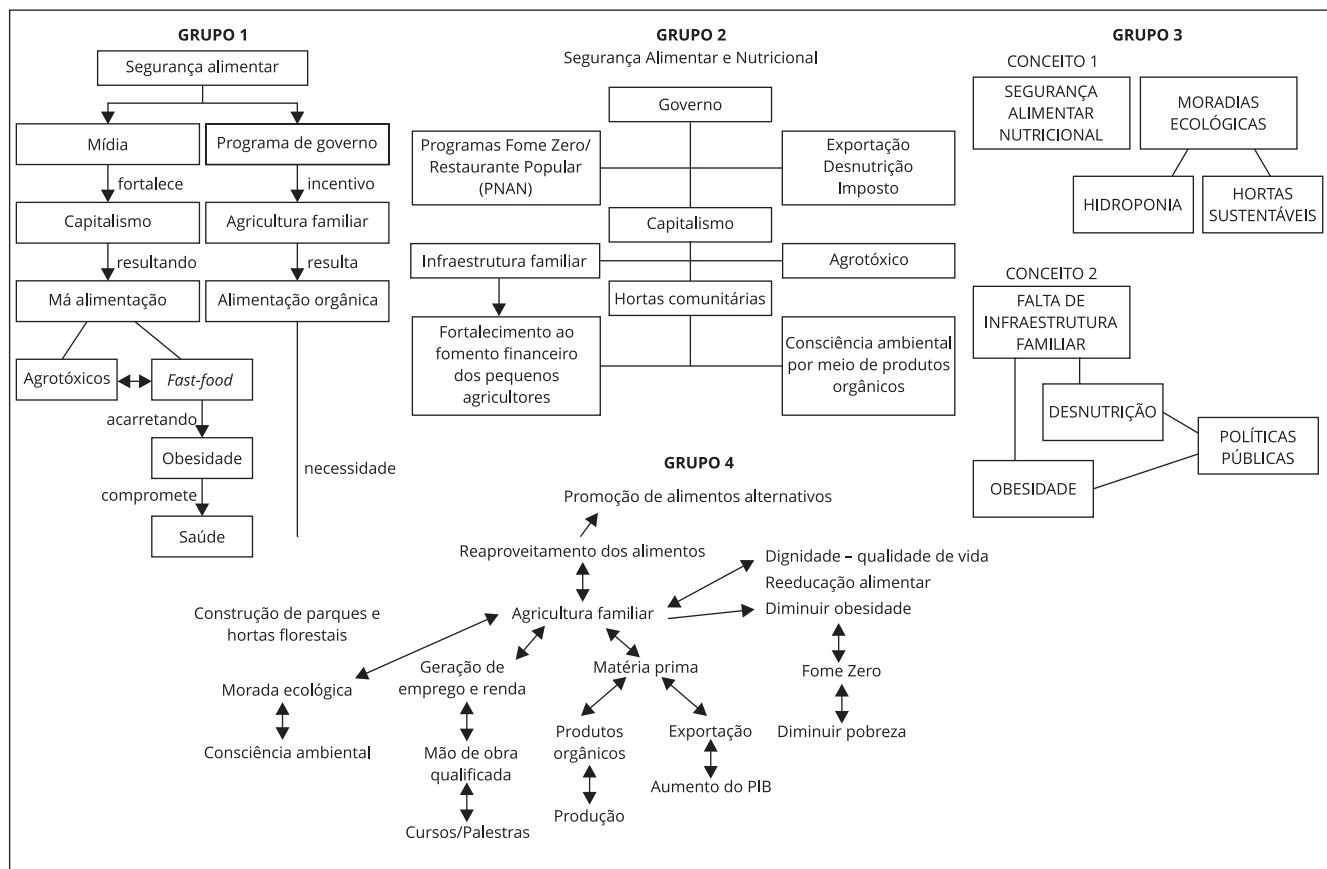 GRUPO 1
Segurança alimentar
Mídia
Programa de governo
fortalece
incentivo
Capitalismo
Agricultura familiar
resultando
resulta
Má alimentação
Alimentação orgânica
Agrotóxicos
Fast-food
acarretando
Obesidade
necessidade
compromete
Saúde
GRUPO 2
Segurança Alimentar e Nutricional
Governo
Programas Fome Zero/
Restaurante Popular
(PNAN)
Exportação
Desnutrição
Imposto
Capitalismo
Infraestrutura familiar
Agrotóxico
Hortas comunitárias
Fortalecimento ao
fomento financeiro
dos pequenos
agricultores
Consciência ambiental
por meio de produtos
orgânicos
GRUPO 3
CONCEITO 1
SEGURANÇA
ALIMENTAR
NUTRICIONAL
MORADIAS
ECOLÓGICAS
HIDROPONIA
HORTAS
SUSTENTÁVEIS
CONCEITO 2
FALTA DE
INFRAESTRUTURA
FAMILIAR
DESNUTRIÇÃO
POLÍTICAS
PÚBLICAS
OBESIDADE
GRUPO 4
Promoção de alimentos alternativos
Reaproveitamento dos alimentos
Dignidade – qualidade de vida
Reeducação alimentar
Diminuir obesidade
Agricultura familiar
Construção de parques e
hortas florestais
Geração de
emprego e renda
Matéria prima
Fome Zero
Morada ecológica
Consciência ambiental
Mão de obra
qualificada
Produtos
orgânicos
Exportação
Diminuir pobreza
Aumento do PIB
Produção
Cursos/Palestras